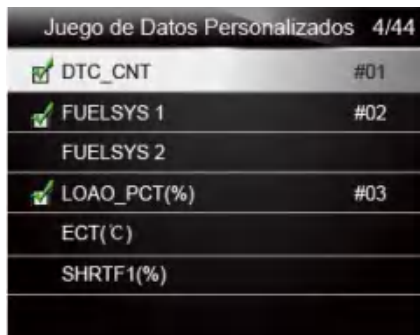 Juego de Datos Personalizados 4/44
DTC_CNT #01
FUELSYS 1 #02
FUELSYS 2
LOAO_PCT(%) #03
ECT(℃)
SHRTF1(%)